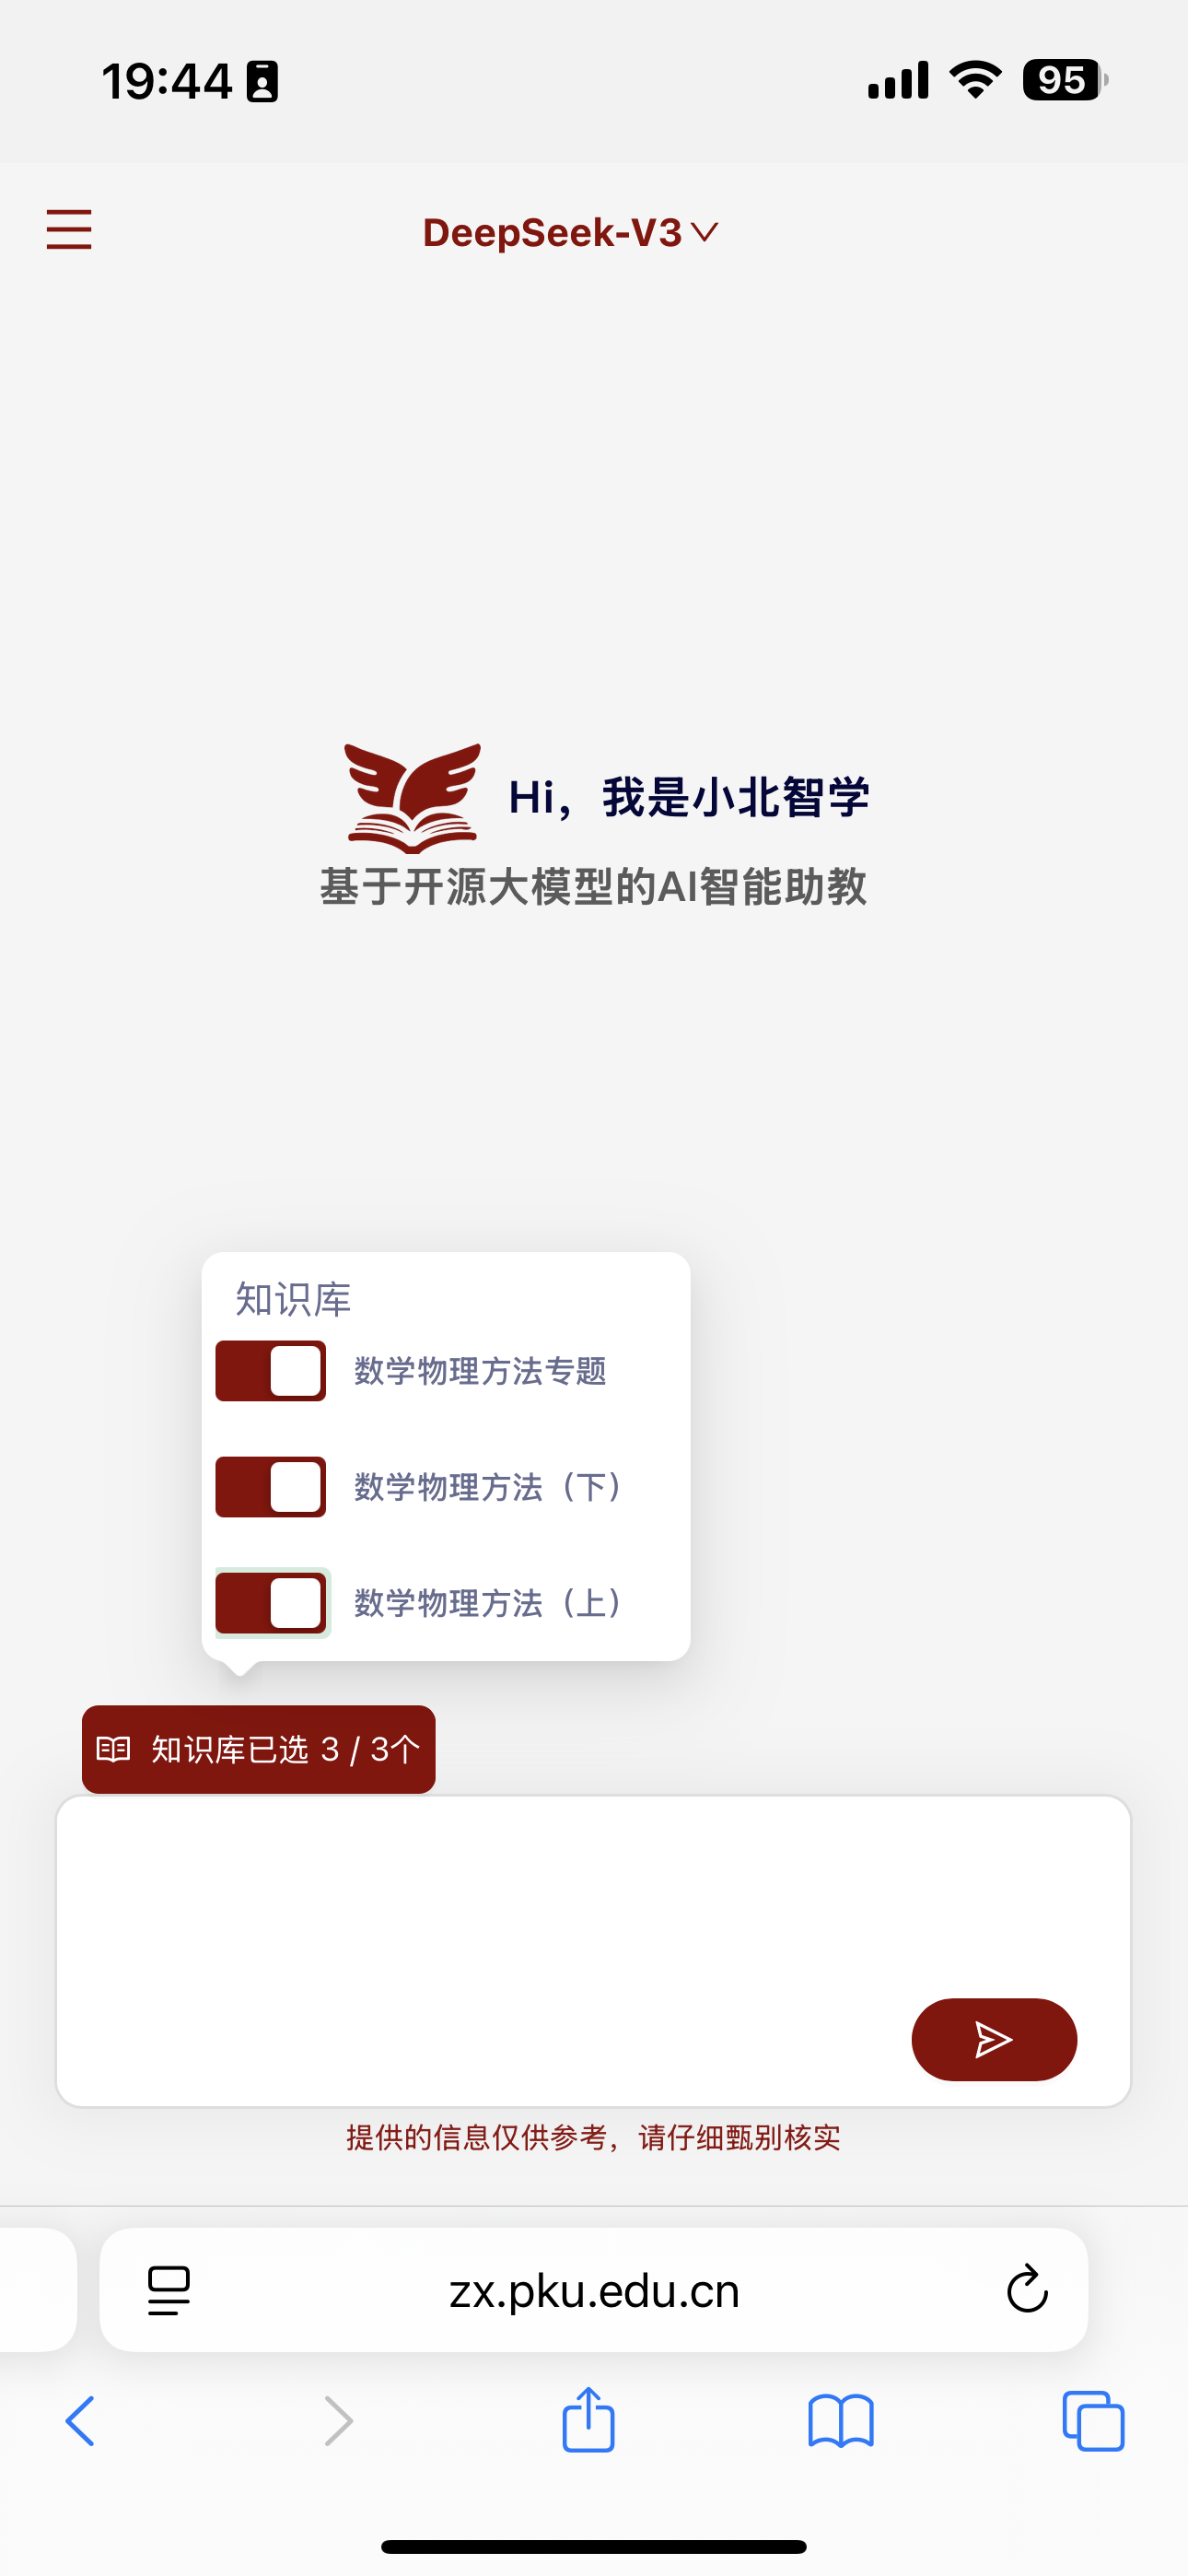 19:44
95
DeepSeek-V3
Hi，我是小北智学
基于开源大模型的AI智能助教
知识库
数学物理方法专题
数学物理方法（下）
数学物理方法（上）
知识库已选 3 / 3个
提供的信息仅供参考，请仔细甄别核实
zx.pku.edu.cn